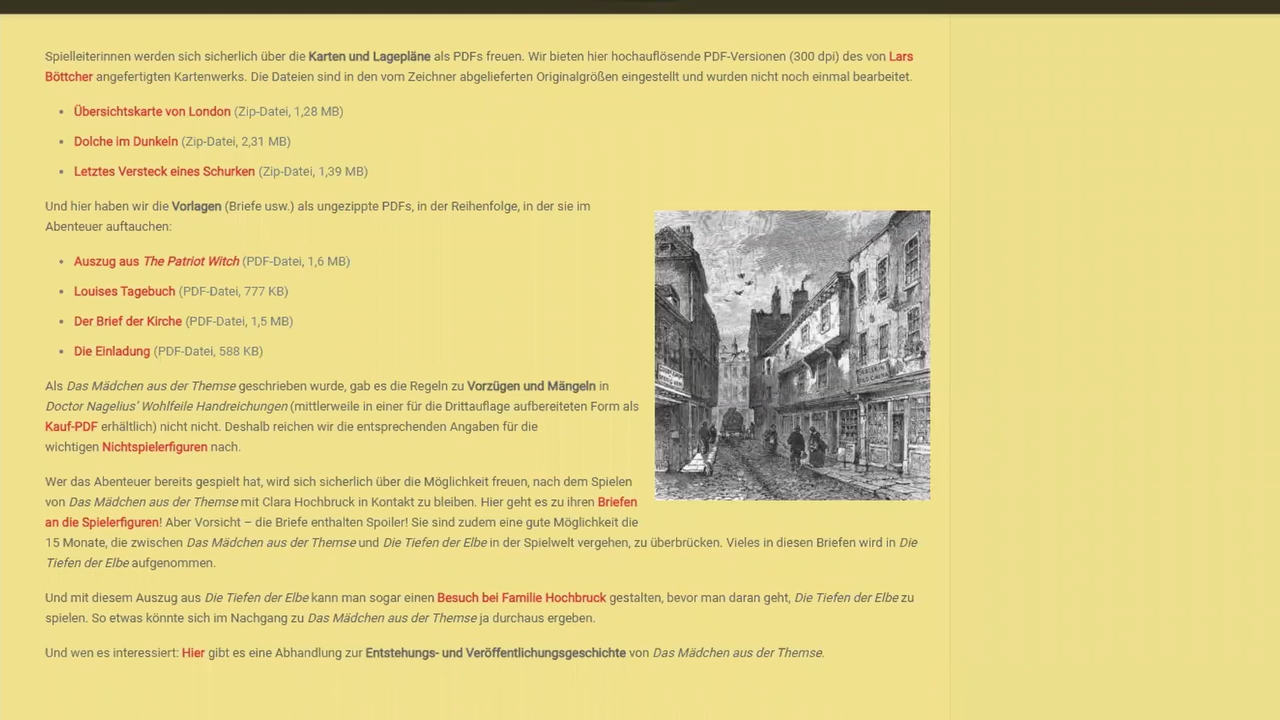 Spielleiterinnen werden sich sicherlich über die Karten und Lagepläne als PDFs freuen. Wir bieten hier hochauflösende PDF-Versionen (300 dpi) des von Lars
Böttcher angefertigten Kartenwerks. Die Dateien sind in den vom Zeichner abgelieferten Originalgrößen eingestellt und wurden nicht noch einmal bearbeitet.
• Übersichtskarte von London (Zip-Datei, 1,28 MB)
• Dolche im Dunkeln (Zip-Datei, 2,31 MB)
• Letztes Versteck eines Schurken (Zip-Datei, 1,39 MB)
Und hier haben wir die Vorlagen (Briefe usw.) als ungezippte PDFs, in der Reihenfolge, in der sie im
Abenteuer auftauchen:
• Auszug aus The Patriot Witch (PDF-Datei, 1,6 MB)
• Louises Tagebuch (PDF-Datei, 777 KB)
• Der Brief der Kirche (PDF-Datei, 1,5 MB)
• Die Einladung (PDF-Datei, 588 KB)
Als Das Mädchen aus der Themse geschrieben wurde, gab es die Regeln zu Vorzügen und Mängeln in
Doctor Nagelius’ Wohlfeile Handreichungen (mittlerweile in einer für die Drittauflage aufbereiteten Form als
Kauf-PDF erhältlich) nicht nicht. Deshalb reichen wir die entsprechenden Angaben für die
wichtigen Nichtspielerfiguren nach.
Wer das Abenteuer bereits gespielt hat, wird sich sicherlich über die Möglichkeit freuen, nach dem Spielen
von Das Mädchen aus der Themse mit Clara Hochbruck in Kontakt zu bleiben. Hier geht es zu ihren Briefen
an die Spielerfiguren! Aber Vorsicht – die Briefe enthalten Spoiler! Sie sind zudem eine gute Möglichkeit die
15 Monate, die zwischen Das Mädchen aus der Themse und Die Tiefen der Elbe in der Spielwelt vergehen, zu überbrücken. Vieles in diesen Briefen wird in Die
Tiefen der Elbe aufgenommen.
Und mit diesem Auszug aus Die Tiefen der Elbe kann man sogar einen Besuch bei Familie Hochbruck gestalten, bevor man daran geht, Die Tiefen der Elbe zu
spielen. So etwas könnte sich im Nachgang zu Das Mädchen aus der Themse ja durchaus ergeben.
Und wen es interessiert: Hier gibt es eine Abhandlung zur Entstehungs- und Veröffentlichungsgeschichte von Das Mädchen aus der Themse.